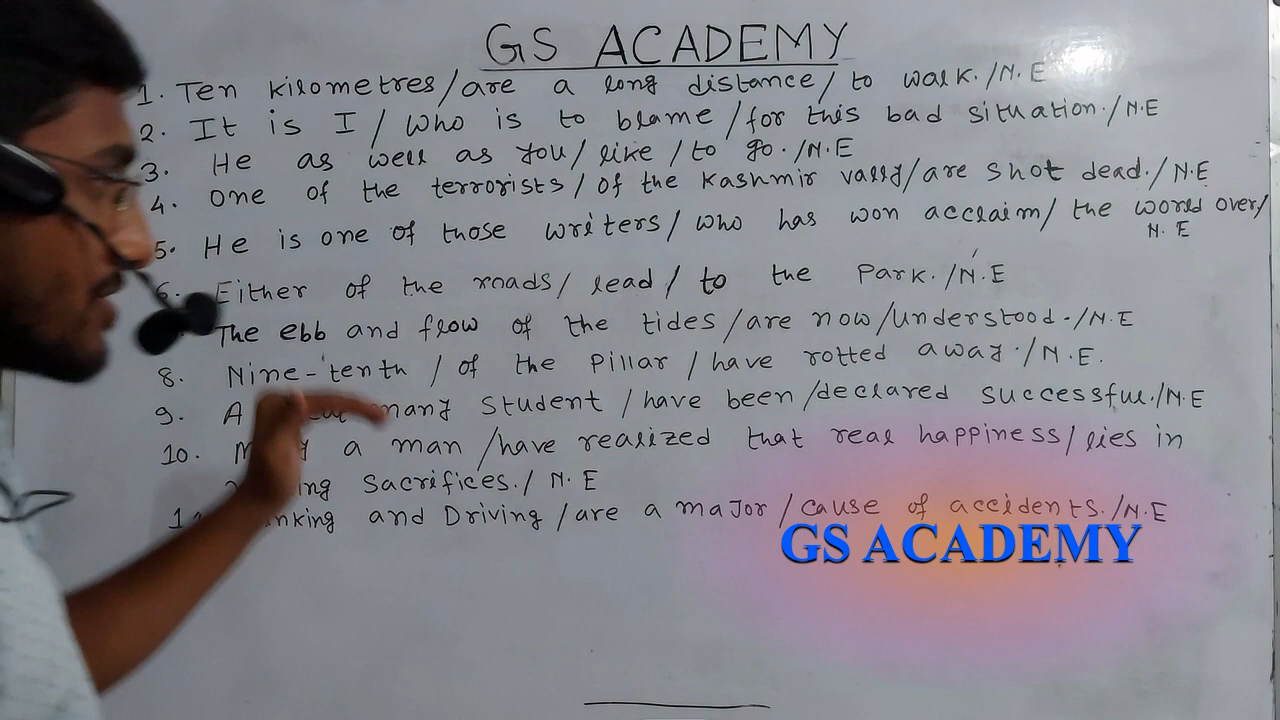 GS ACADEMY
1. Ten kilometres/are a long distance/to walk./N.E
2. It is I/who is to blame/for this bad situation./N.E
3. He as well as you/like/to go./N.E
4. One of the terrorists/of the Kashmir vally/are shot dead./N.E
5. He is one of those writers/who has won acclaim/the world over/
N.E
6. Either of the roads/lead/to the Park./N.E
The ebb and flow of the tides/are now/understood./N.E
8. Nine-tenth/of the Pillar/have rotted away./N.E.
9. A many student/have been/declared successful./N.E
10. a man/have realized that real happiness/lies in
sacrifices./N.E
and Driving/are a major/cause of accidents./N.E
GS ACADEMY